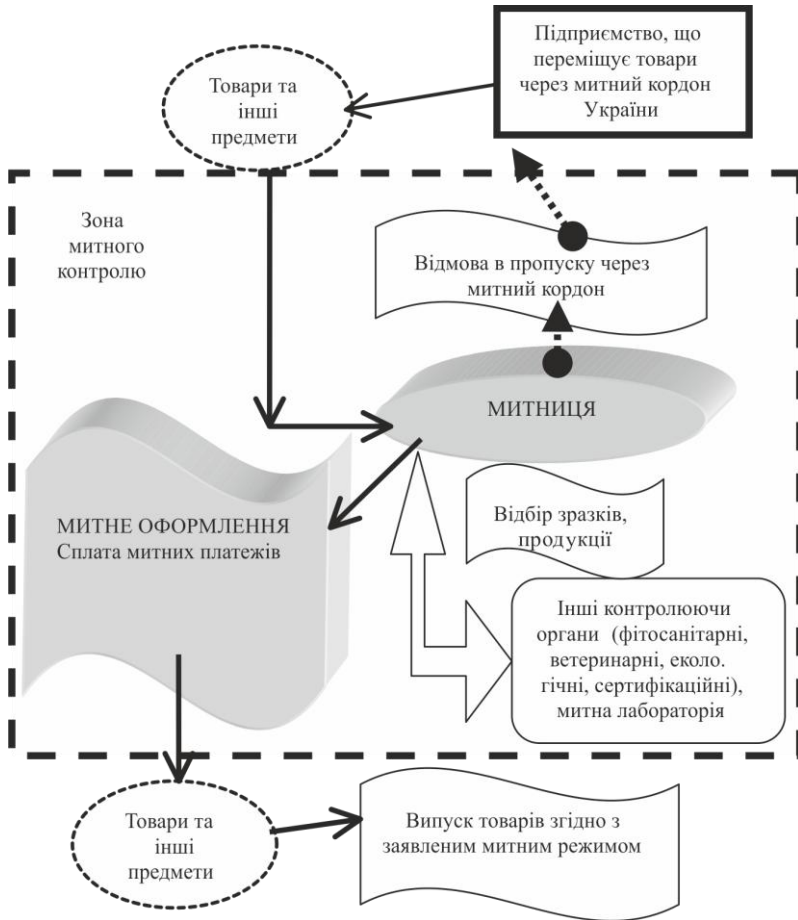 Підприємство, що
переміщує товари
через митний кордон
України
Товари та
інші
предмети
Зона
митного
контролю
Відмова в пропуску через
митний кордон
МИТНИЦЯ
МИТНЕ ОФОРМЛЕННЯ
Сплата митних платежів
Відбір зразків,
продукції
Інші контролюючи
органи (фітосанітарні,
ветеринарні, еколо.
гічні, сертифікаційні),
митна лабораторія
Товари та
інші
предмети
Випуск товарів згідно з
заявленим митним режимом